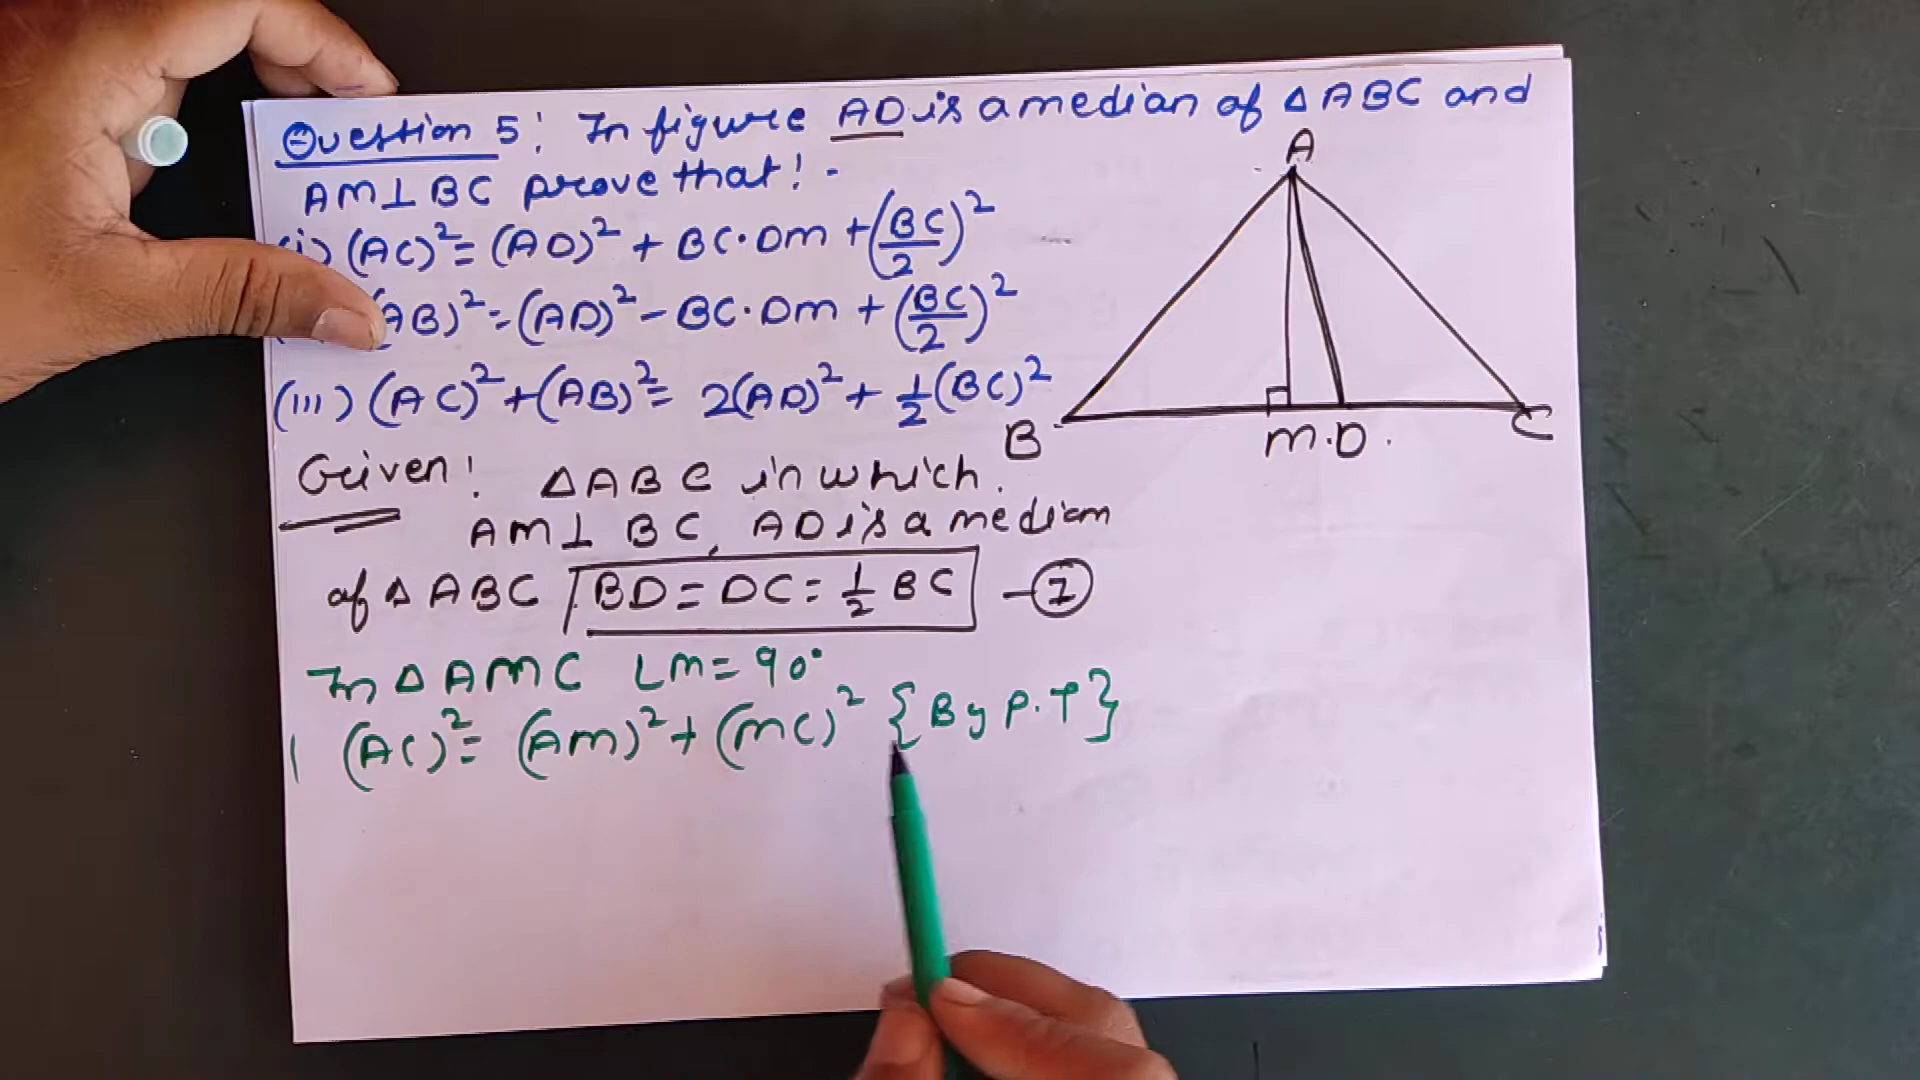 Question 5: In figure AD is a median of △ABC and
AM⊥BC prove that:-
(i) (AC)²=(AD)² + BC·DM +(BC/2)²
(AB)²=(AD)²-BC·DM +(BC/2)²
(iii) (AC)²+(AB)²= 2(AD)²+ 1/2(BC)²
Given: △ABC in which.
AM⊥ BC, AD is a median
of △ABC BD=DC=1/2 BC -①
In △AMC ∠M=90°
(AC)²= (AM)²+(MC)² {By P.T}
A
B
M.D.
C